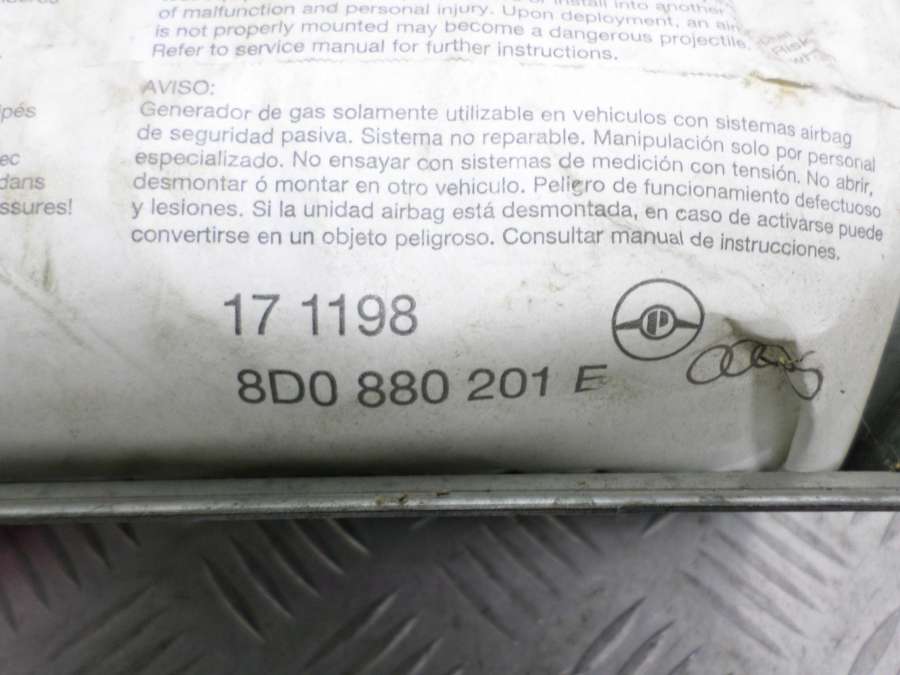 install into another
of malfunction and personal injury. Upon deployment, an
is not properly mounted may become a dangerous projectile.
Refer to service manual for further instructions.
AVISO:
Generador de gas solamente utilizable en vehiculos con sistemas airbag
de seguridad pasiva. Sistema no reparable. Manipulación solo por personal
especializado. No ensayar con sistemas de medición con tensión. No abrir,
desmontar ó montar en otro vehiculo. Peligro de funcionamiento defectuoso
y lesiones. Si la unidad airbag está desmontada, en caso de activarse puede
convertirse en un objeto peligroso. Consultar manual de instrucciones.
pés
ec
dans
ssures!
17 1198
P
8D0 880 201 E